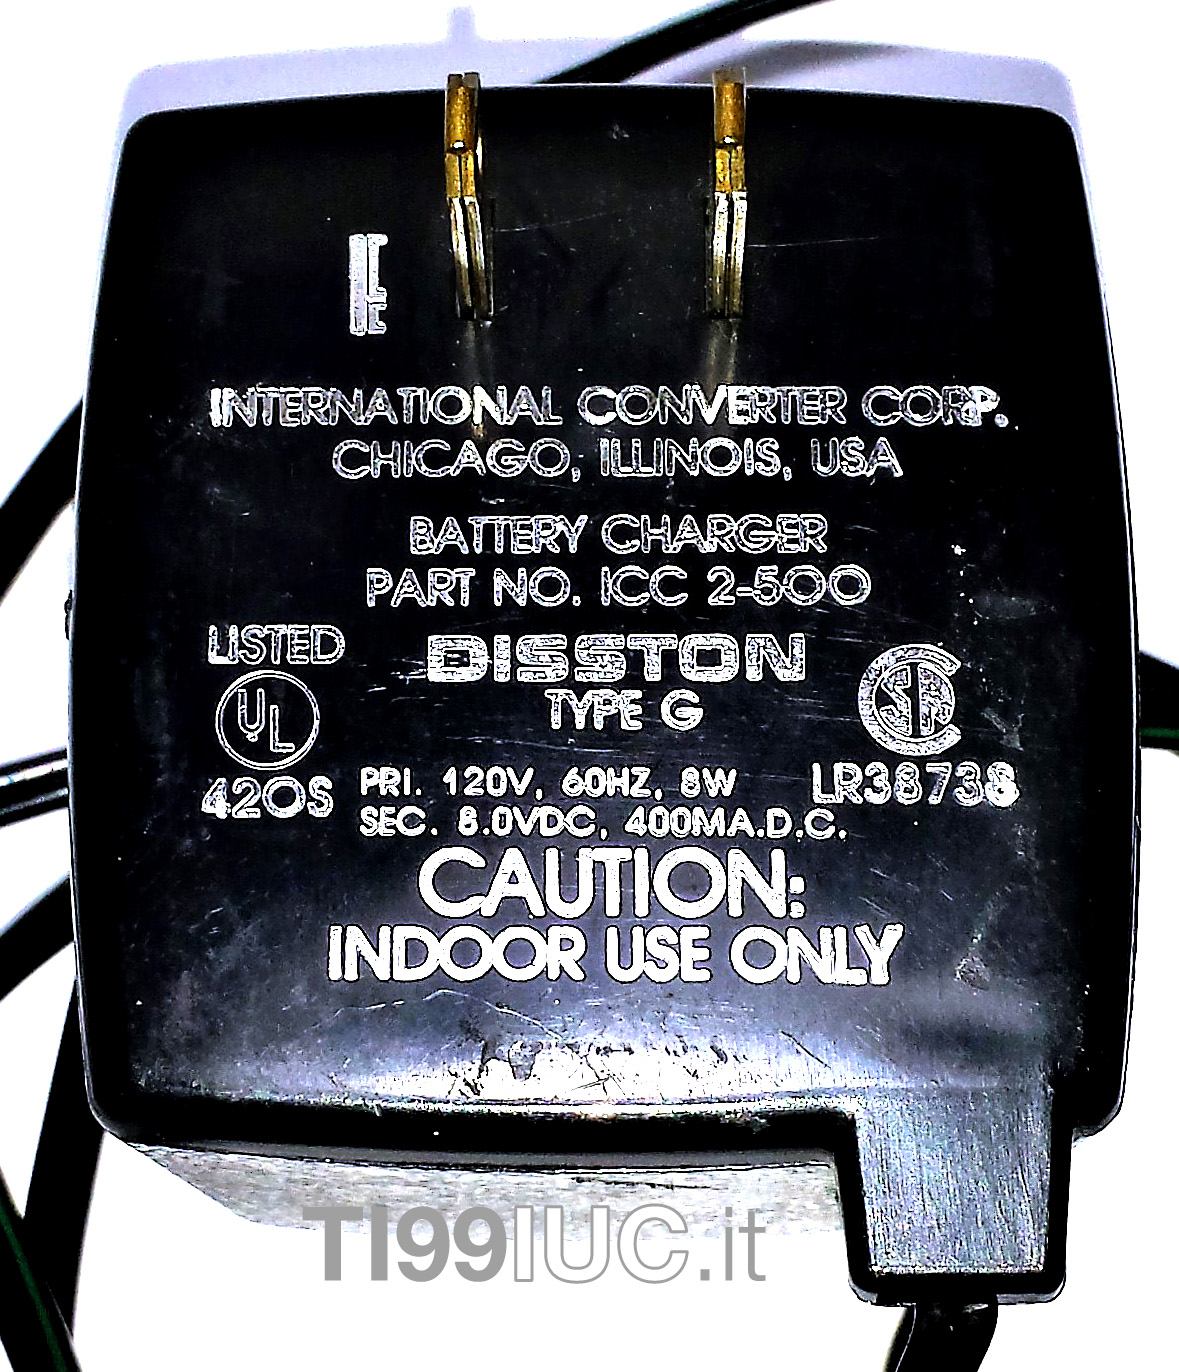 INTERNATIONAL CONVERTER CORP.
CHICAGO, ILLINOIS, USA
BATTERY CHARGER
PART NO. ICC 2-500
LISTED
UL
420S
DISSTON
TYPE G
PRI. 120V, 60HZ, 8W
SEC. 8.0VDC, 400MA.D.C.
LR38738
CAUTION:
INDOOR USE ONLY
TI99IUC.it